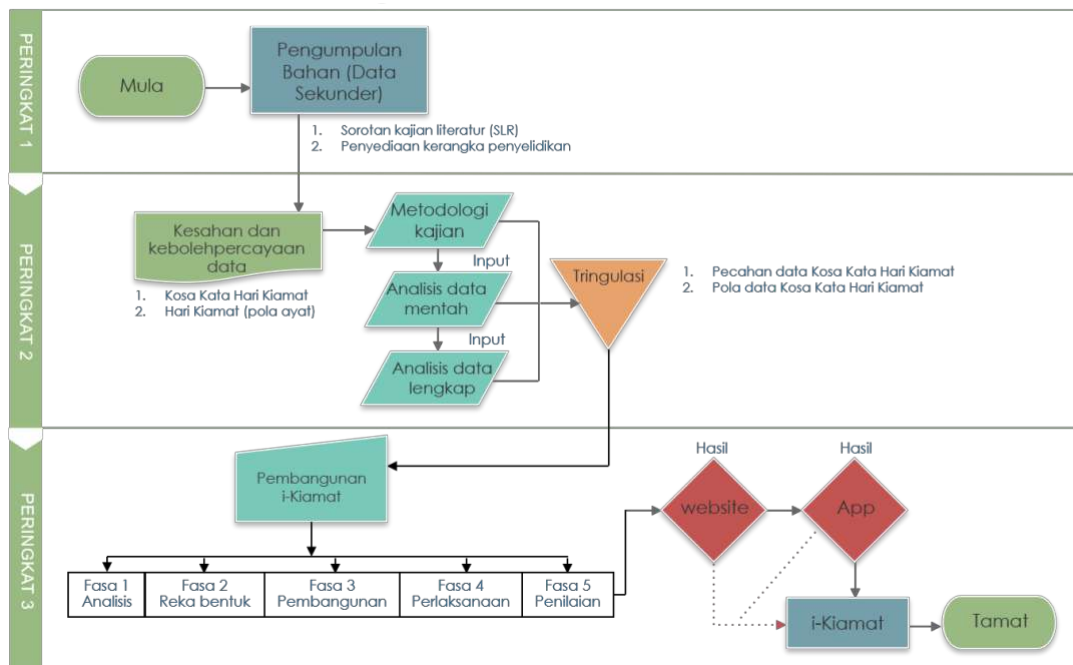 PERINGKAT 1
Mula
Pengumpulan
Bahan (Data
Sekunder)
1. Sorotan kajian literatur (SLR)
2. Penyediaan kerangka penyelidikan
PERINGKAT 2
Kesahan dan
kebolehpercayaan
data
1. Kosa Kata Hari Kiamat
2. Hari Kiamat (pola ayat)
Metodologi
kajian
Input
Analisis data
mentah
Input
Analisis data
lengkap
Tringulasi
1. Pecahan data Kosa Kata Hari Kiamat
2. Pola data Kosa Kata Hari Kiamat
PERINGKAT 3
Pembangunan
i-Kiamat
Fasa 1
Analisis
Fasa 2
Reka bentuk
Fasa 3
Pembangunan
Fasa 4
Perlaksanaan
Fasa 5
Penilaian
Hasil
website
Hasil
App
i-Kiamat
Tamat